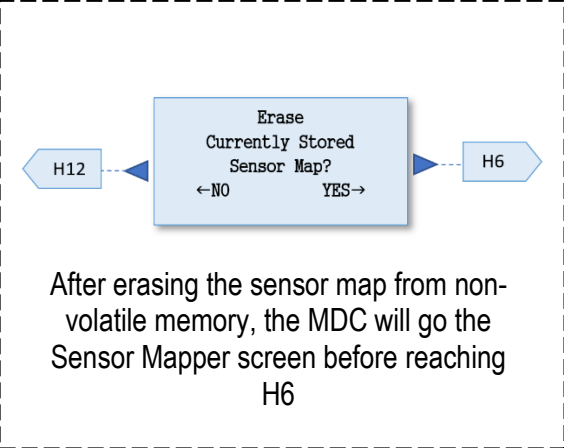 Erase
Currently Stored
Sensor Map?
←NO YES→
H12
H6
After erasing the sensor map from non-
volatile memory, the MDC will go the
Sensor Mapper screen before reaching
H6